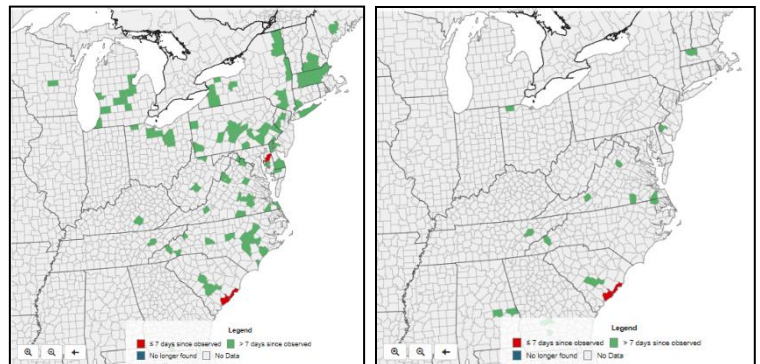 Legend
≤ 7 days since observed > 7 days since observed
No longer found No Data
Legend
≤ 7 days since observed > 7 days since observed
No longer found No Data